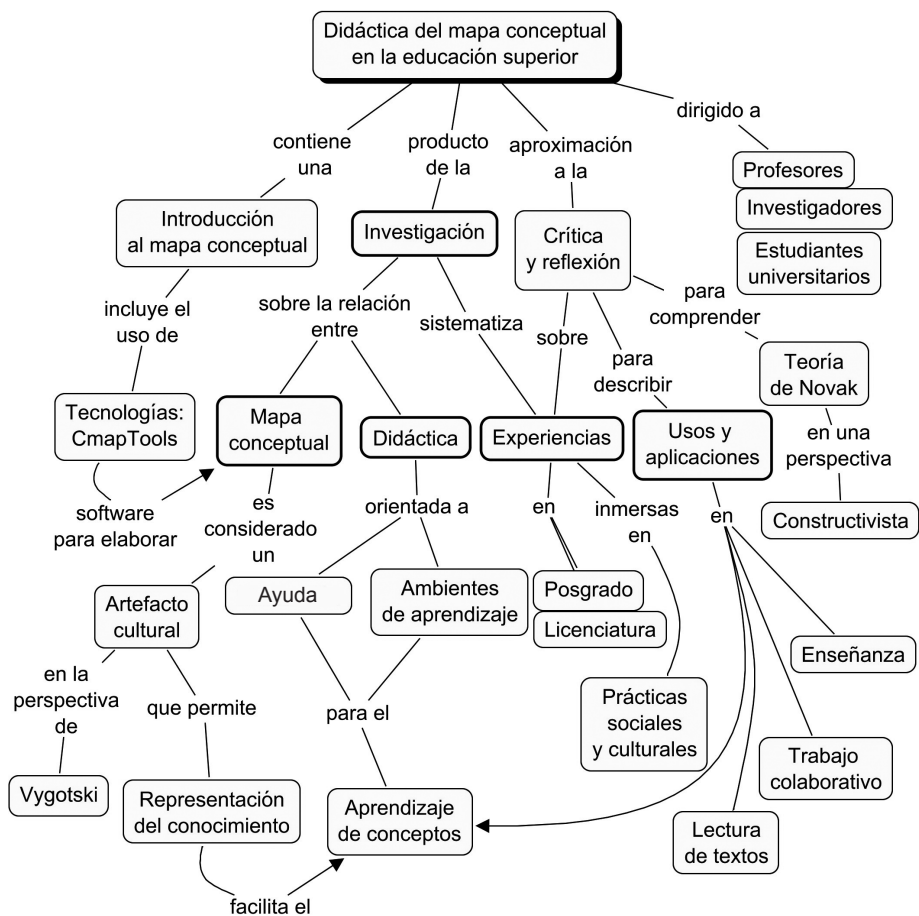 Didáctica del mapa conceptual
en la educación superior
dirigido a
contiene
una
producto
de la
aproximación
a la
Profesores
Investigadores
Estudiantes
universitarios
Introducción
al mapa conceptual
Investigación
Crítica
y reflexión
para
comprender
incluye el
uso de
sobre la relación
entre
sistematiza
sobre
para
describir
Teoría
de Novak
Tecnologías:
CmapTools
Mapa
conceptual
Didáctica
Experiencias
Usos y
aplicaciones
en una
perspectiva
software
para elaborar
es
considerado
un
orientada a
en
inmersas
en
en
Constructivista
Artefacto
cultural
Ayuda
Ambientes
de aprendizaje
Posgrado
Licenciatura
Enseñanza
en la
perspectiva
de
que permite
para el
Prácticas
sociales
y culturales
Trabajo
colaborativo
Vygotski
Representación
del conocimiento
Aprendizaje
de conceptos
Lectura
de textos
facilita el